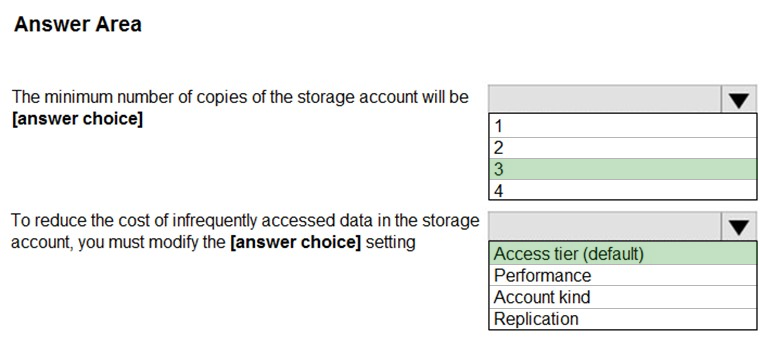 Answer Area
The minimum number of copies of the storage account will be
[answer choice]
1
2
3
4
To reduce the cost of infrequently accessed data in the storage
account, you must modify the [answer choice] setting
Access tier (default)
Performance
Account kind
Replication